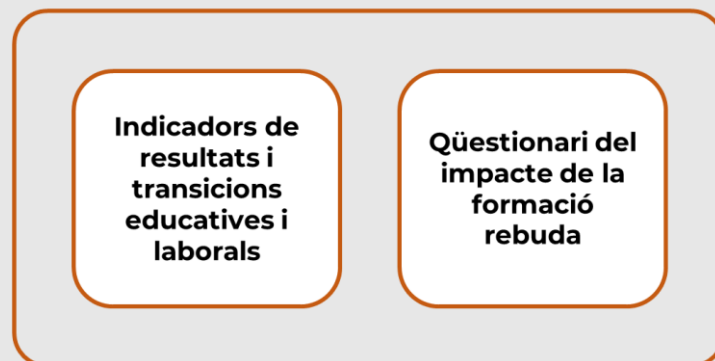 Indicadors de
resultats i
transicions
educatives i
laborals
Qüestionari del
impacte de la
formació
rebuda